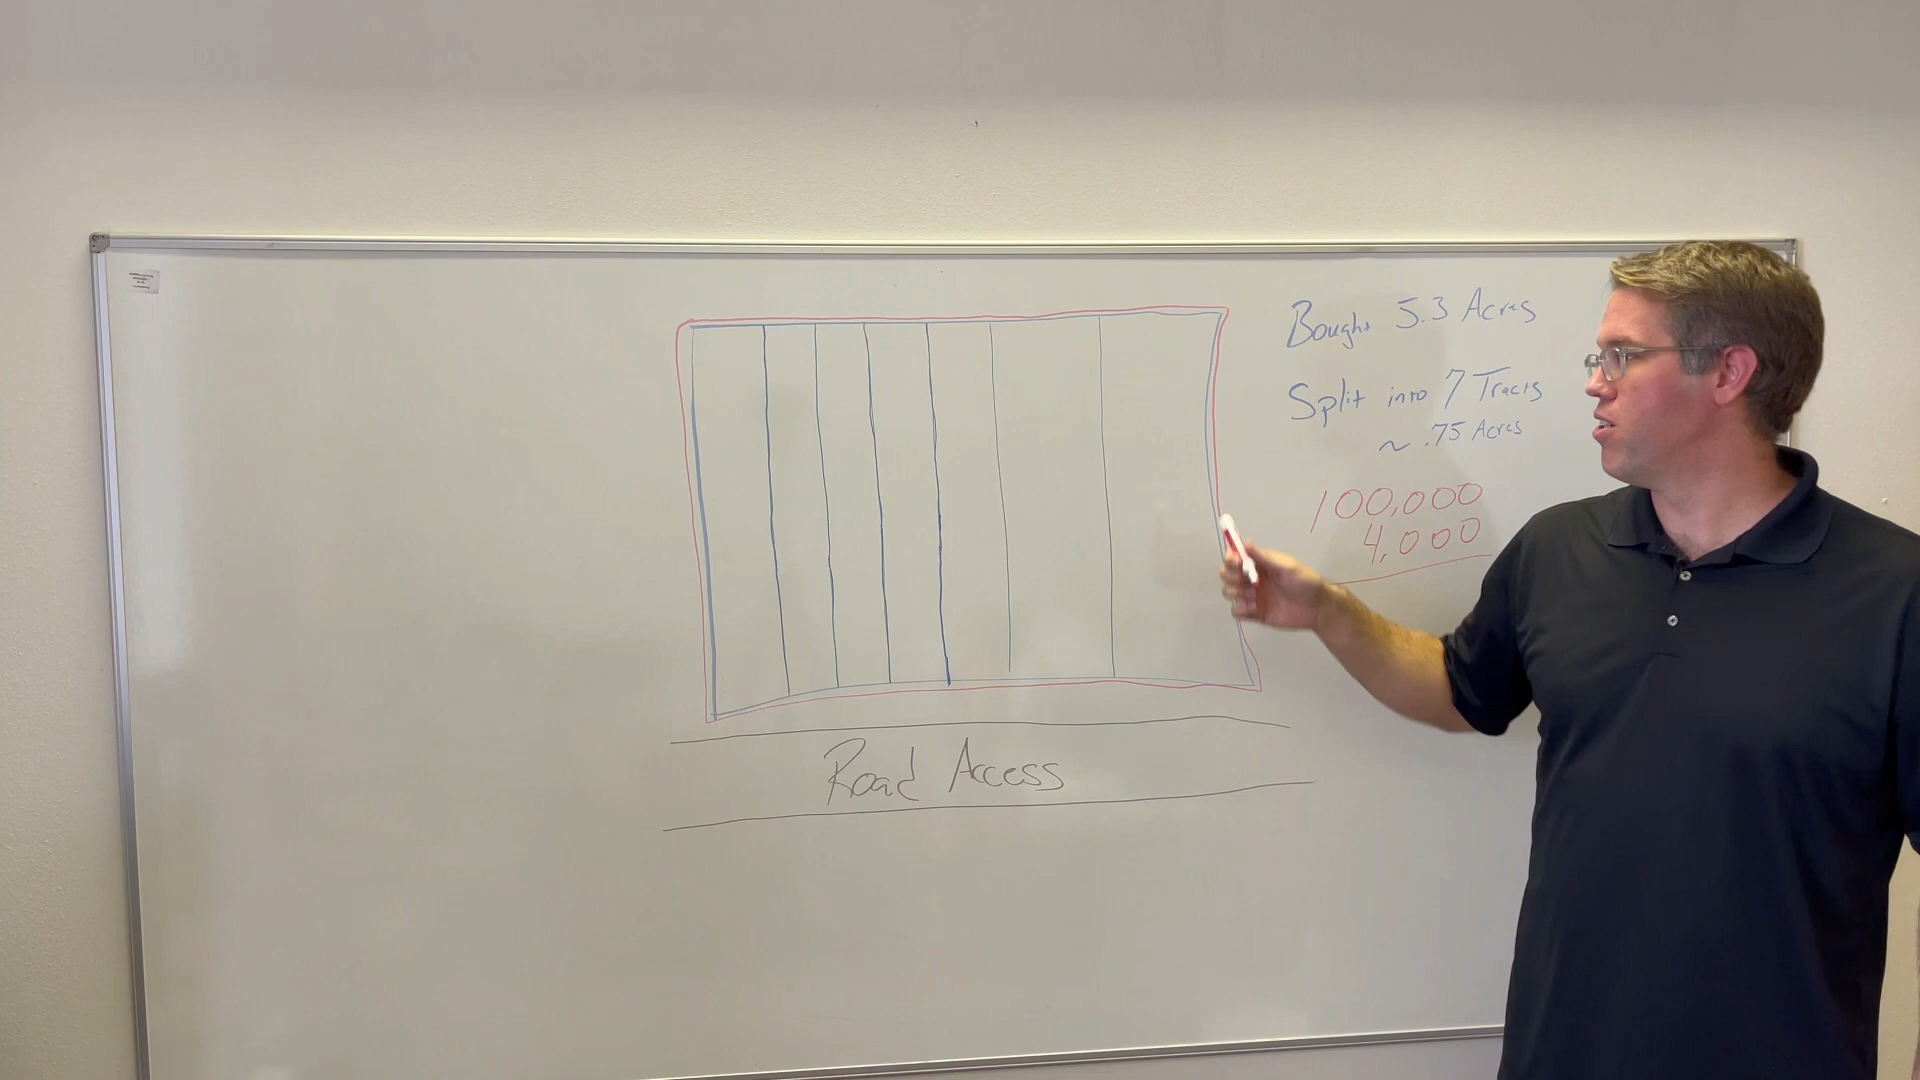 Bought 5.3 Acres
Split into 7 Tracts
~ .75 Acres
100,000
4,000
Road Access